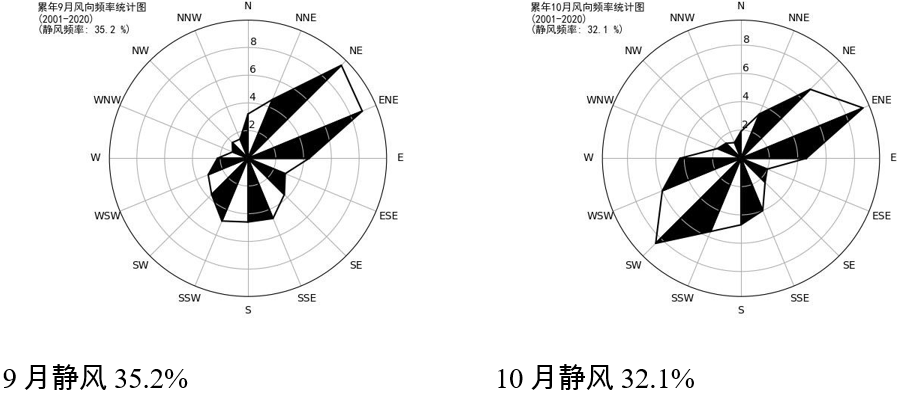 累年9月风向频率统计图
(2001-2020)
(静风频率: 35.2 %)
N
NNE
NE
ENE
E
ESE
SE
SSE
S
SSW
SW
WSW
W
WNW
NW
NNW
8
6
4
2
累年10月风向频率统计图
(2001-2020)
(静风频率: 32.1 %)
N
NNE
NE
ENE
E
ESE
SE
SSE
S
SSW
SW
WSW
W
WNW
NW
NNW
8
6
4
2
9 月静风 35.2%
10 月静风 32.1%